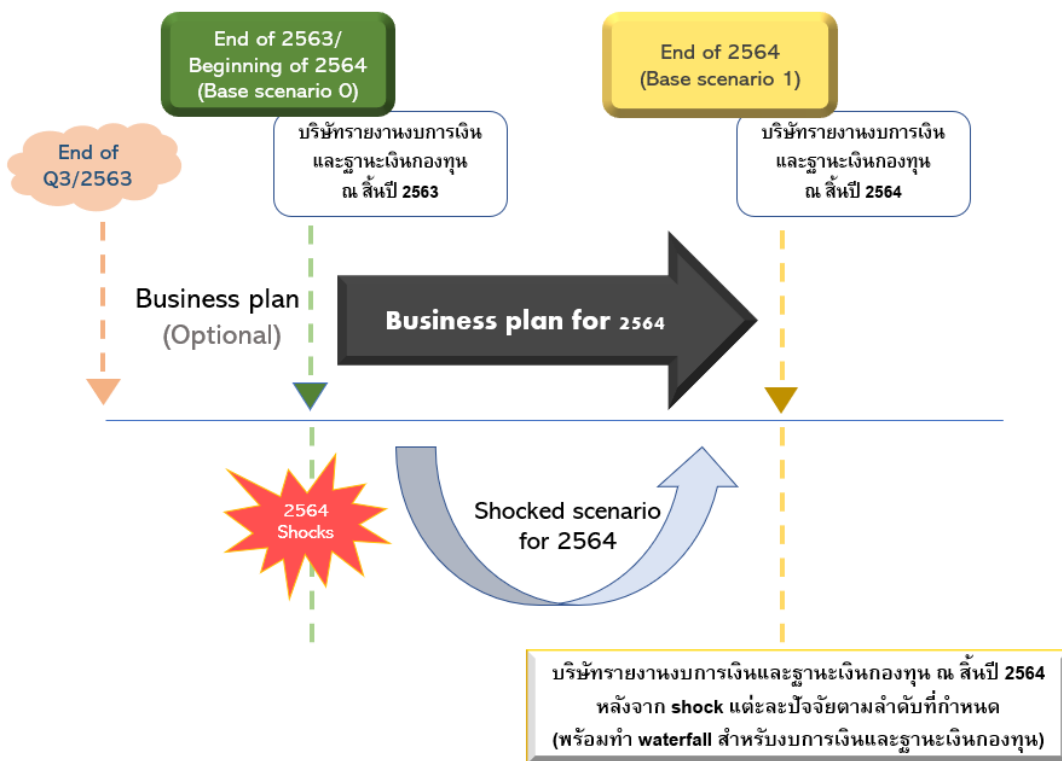 End of 2563/
Beginning of 2564
(Base scenario 0)
End of 2564
(Base scenario 1)
บริษัทรายงานงบการเงิน
และฐานะเงินกองทุน
ณ สิ้นปี 2563
บริษัทรายงานงบการเงิน
และฐานะเงินกองทุน
ณ สิ้นปี 2564
End of
Q3/2563
Business plan
(Optional)
Business plan for 2564
2564
Shocks
Shocked scenario
for 2564
บริษัทรายงานงบการเงินและฐานะเงินกองทุน ณ สิ้นปี 2564
หลังจาก shock แต่ละปัจจัยตามลำดับที่กำหนด
(พร้อมทำ waterfall สำหรับงบการเงินและฐานะเงินกองทุน)